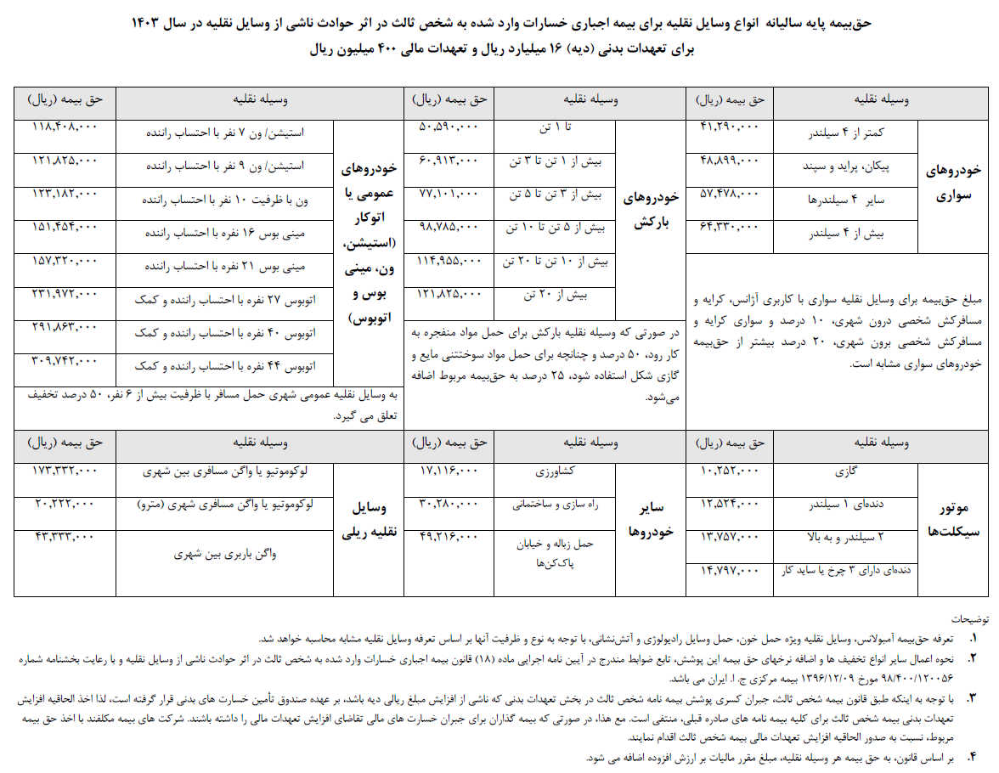 حق‌بیمه پایه سالیانه انواع وسایل نقلیه برای بیمه اجباری خسارات وارد شده به شخص ثالث در اثر حوادث ناشی از وسایل نقلیه در سال ۱۴۰۳
برای تعهدات بدنی (دیه) ۱۶ میلیارد ریال و تعهدات مالی ۴۰۰ میلیون ریال
وسیله نقلیه
حق بیمه (ریال)
خودروهای
سواری
کمتر از ۴ سیلندر
۴۱,۲۹۰,۰۰۰
پیکان، پراید و سپند
۴۸,۸۹۹,۰۰۰
سایر ۴ سیلندرها
۵۷,۴۷۸,۰۰۰
بیش از ۴ سیلندر
۶۴,۳۳۰,۰۰۰
مبلغ حق‌بیمه برای وسایل نقلیه سواری با کاربری آژانس، کرایه و
مسافرکش شخصی درون شهری، ۱۰ درصد و سواری کرایه و
مسافرکش شخصی برون شهری، ۲۰ درصد بیشتر از حق‌بیمه
خودروهای سواری مشابه است.
وسیله نقلیه
حق بیمه (ریال)
خودروهای
بارکش
تا ۱ تن
۵۰,۵۹۰,۰۰۰
بیش از ۱ تن تا ۳ تن
۶۰,۹۱۳,۰۰۰
بیش از ۳ تن تا ۵ تن
۷۷,۱۰۱,۰۰۰
بیش از ۵ تن تا ۱۰ تن
۹۸,۷۸۵,۰۰۰
بیش از ۱۰ تن تا ۲۰ تن
۱۱۴,۹۵۵,۰۰۰
بیش از ۲۰ تن
۱۲۱,۸۲۵,۰۰۰
در صورتی که وسیله نقلیه بارکش برای حمل مواد منفجره به
کار رود، ۵۰ درصد و چنانچه برای حمل مواد سوختنی مایع و
گازی شکل استفاده شود، ۲۵ درصد به حق‌بیمه مربوط اضافه
می‌شود.
وسیله نقلیه
حق بیمه (ریال)
خودروهای
عمومی یا
اتوکار
(استیشن،
ون، مینی
بوس و
اتوبوس)
استیشن/ ون ۷ نفر با احتساب راننده
۱۱۸,۴۰۸,۰۰۰
استیشن/ ون ۹ نفر با احتساب راننده
۱۲۱,۸۲۵,۰۰۰
ون با ظرفیت ۱۰ نفر با احتساب راننده
۱۲۳,۱۸۲,۰۰۰
مینی بوس ۱۶ نفره با احتساب راننده
۱۵۱,۴۵۴,۰۰۰
مینی بوس ۲۱ نفره با احتساب راننده
۱۵۷,۳۲۰,۰۰۰
اتوبوس ۲۷ نفره با احتساب راننده و کمک
۲۳۱,۹۷۲,۰۰۰
اتوبوس ۴۰ نفره با احتساب راننده و کمک
۲۹۱,۸۶۳,۰۰۰
اتوبوس ۴۴ نفره با احتساب راننده و کمک
۳۰۹,۷۴۲,۰۰۰
به وسایل نقلیه عمومی شهری حمل مسافر با ظرفیت بیش از ۶ نفر، ۵۰ درصد تخفیف
تعلق می گیرد.
وسیله نقلیه
حق بیمه (ریال)
موتور
سیکلت‌ها
گازی
۱۰,۲۵۲,۰۰۰
دنده‌ای ۱ سیلندر
۱۲,۵۲۴,۰۰۰
۲ سیلندر و به بالا
۱۳,۷۵۷,۰۰۰
دنده‌ای دارای ۳ چرخ یا ساید کار
۱۴,۷۹۷,۰۰۰
وسیله نقلیه
حق بیمه (ریال)
سایر
خودروها
کشاورزی
۱۷,۱۱۶,۰۰۰
راه سازی و ساختمانی
۳۰,۲۸۰,۰۰۰
حمل زباله و خیابان
پاک‌کن‌ها
۴۹,۲۱۶,۰۰۰
وسیله نقلیه
حق بیمه (ریال)
وسایل
نقلیه ریلی
لوکوموتیو یا واگن مسافری بین شهری
۱۷۳,۳۳۲,۰۰۰
لوکوموتیو یا واگن مسافری شهری (مترو)
۲۰,۲۲۲,۰۰۰
واگن باربری بین شهری
۴۳,۳۳۳,۰۰۰
توضیحات
۱. تعرفه حق‌بیمه آمبولانس، وسایل نقلیه ویژه حمل خون، حمل وسایل رادیولوژی و آتش‌نشانی، با توجه به نوع و ظرفیت آنها بر اساس تعرفه وسایل نقلیه مشابه محاسبه خواهد شد.
۲. نحوه اعمال سایر انواع تخفیف ها و اضافه نرخهای حق بیمه این پوشش، تابع ضوابط مندرج در آیین نامه اجرایی ماده (۱۸) قانون بیمه اجباری خسارات وارد شده به شخص ثالث در اثر حوادث ناشی از وسایل نقلیه و با رعایت بخشنامه شماره
۹۸/۴۰۰/۱۲۰۰۵۶ مورخ ۱۳۹۶/۱۲/۰۹ بیمه مرکزی ج. ا. ایران می باشد.
۳. با توجه به اینکه طبق قانون بیمه شخص ثالث، جبران کسری پوشش بیمه نامه شخص ثالث در بخش تعهدات بدنی که ناشی از افزایش مبلغ ریالی دیه باشد، بر عهده صندوق تأمین خسارت های بدنی قرار گرفته است، لذا اخذ الحاقیه افزایش
تعهدات بدنی بیمه شخص ثالث برای کلیه بیمه نامه های صادره قبلی، منتفی است. مع هذا، در صورتی که بیمه گذاران برای جبران خسارت های مالی تقاضای افزایش تعهدات مالی را داشته باشند. شرکت های بیمه مکلفند با اخذ حق بیمه
مربوط، نسبت به صدور الحاقیه افزایش تعهدات مالی بیمه شخص ثالث اقدام نمایند.
۴. بر اساس قانون، به حق بیمه هر وسیله نقلیه، مبلغ مقرر مالیات بر ارزش افزوده اضافه می شود.